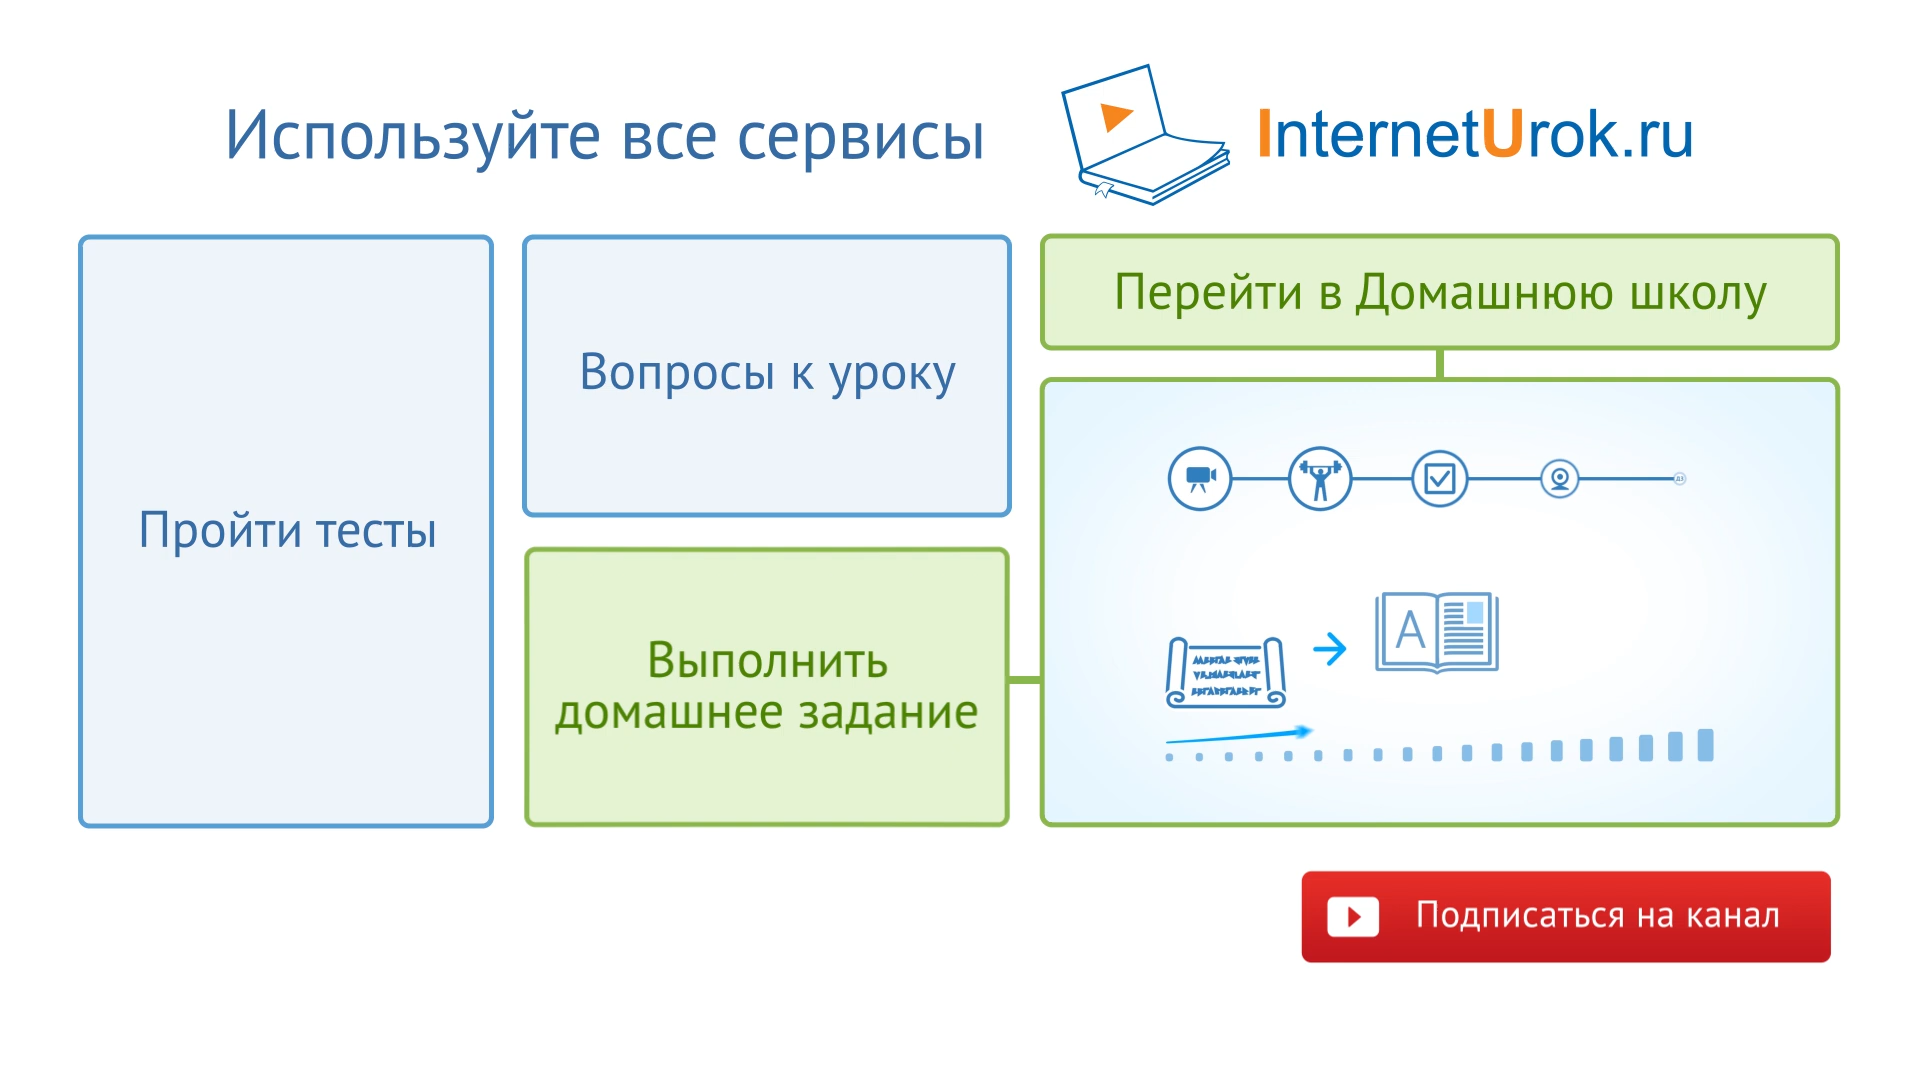 Используйте все сервисы
InternetUrok.ru
Пройти тесты
Вопросы к уроку
Выполнить
домашнее задание
Перейти в Домашнюю школу
A
Подписаться на канал